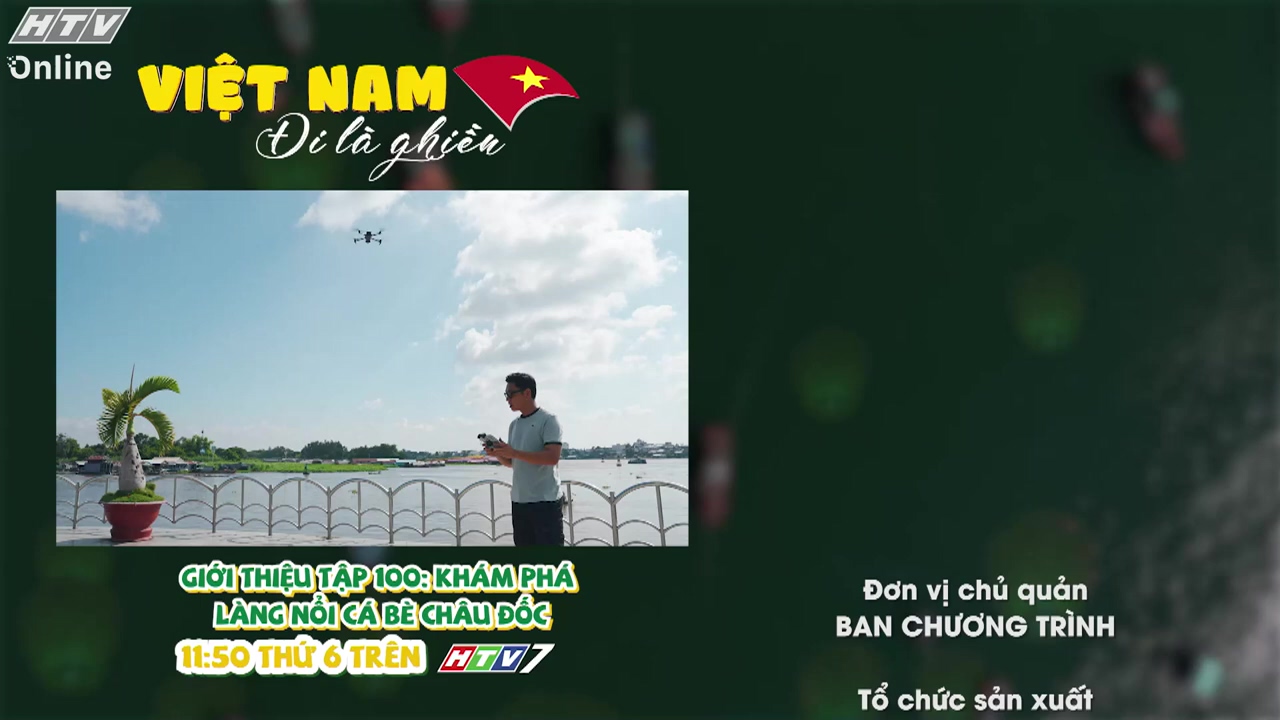 HTV
Online
VIỆT NAM
Đi là ghiền
GIỚI THIỆU TẬP 100: KHÁM PHÁ
LÀNG NỔI CÁ BÈ CHÂU ĐỐC
11:50 THỨ 6 TRÊN HTV7
Đơn vị chủ quản
BAN CHƯƠNG TRÌNH
Tổ chức sản xuất